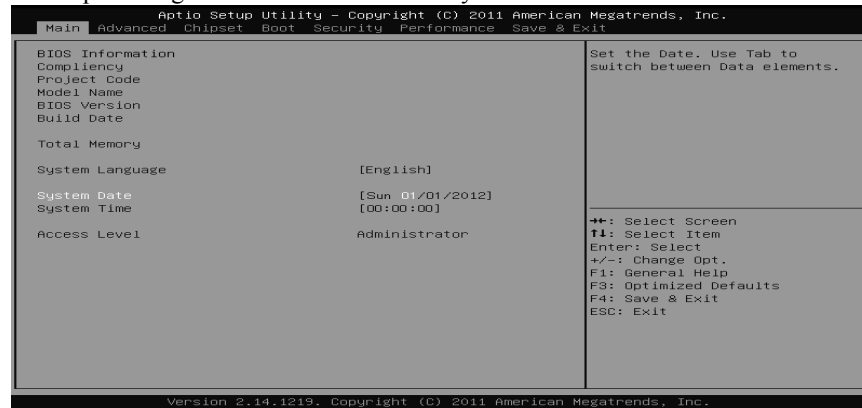 Aptio Setup Utility - Copyright (C) 2011 American Megatrends, Inc.
Main Advanced Chipset Boot Security Performance Save & Exit
BIOS Information
Compliency
Project Code
Model Name
BIOS Version
Build Date
Total Memory
System Language [English]
System Date [Sun 01/01/2012]
System Time [00:00:00]
Access Level Administrator
Set the Date. Use Tab to
switch between Data elements.
→←: Select Screen
↑↓: Select Item
Enter: Select
+/-: Change Opt.
F1: General Help
F3: Optimized Defaults
F4: Save & Exit
ESC: Exit
Version 2.14.1219. Copyright (C) 2011 American Megatrends, Inc.